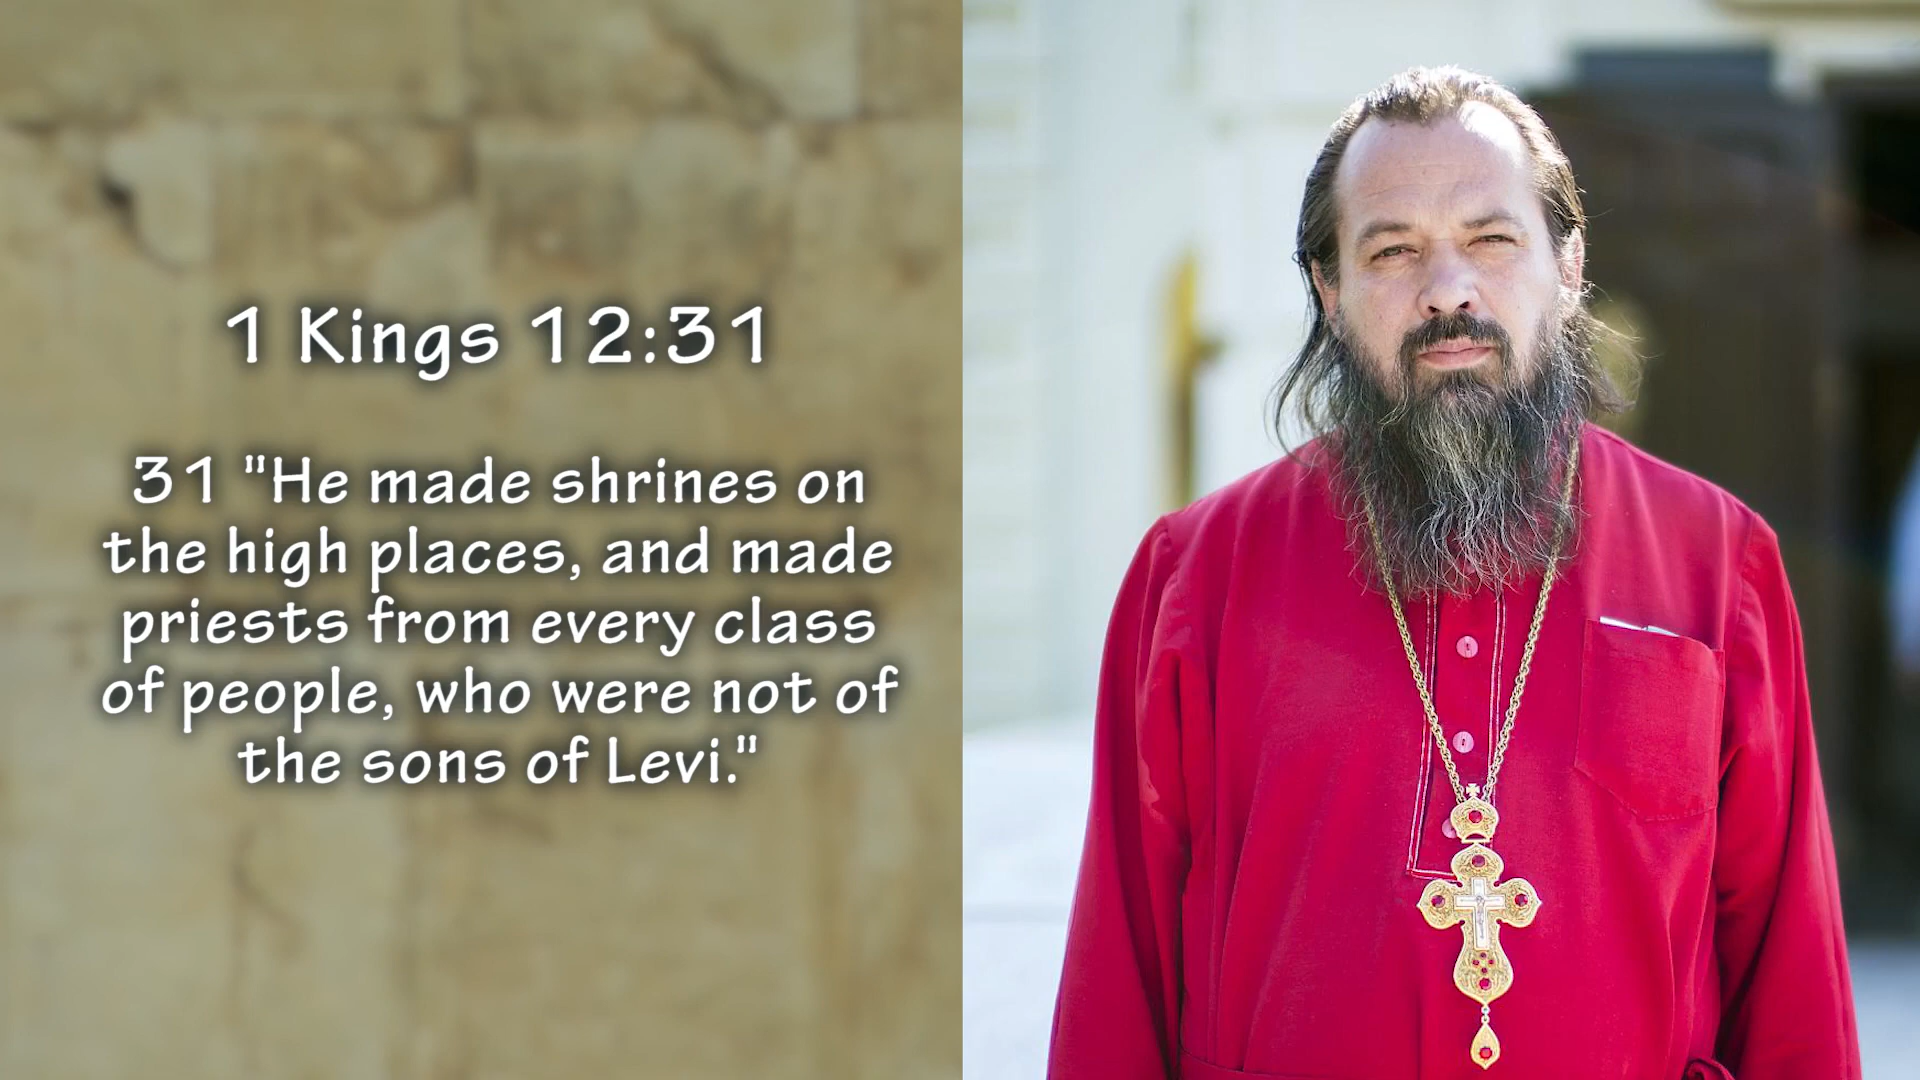 1 Kings 12:31
31 "He made shrines on
the high places, and made
priests from every class
of people, who were not of
the sons of Levi."